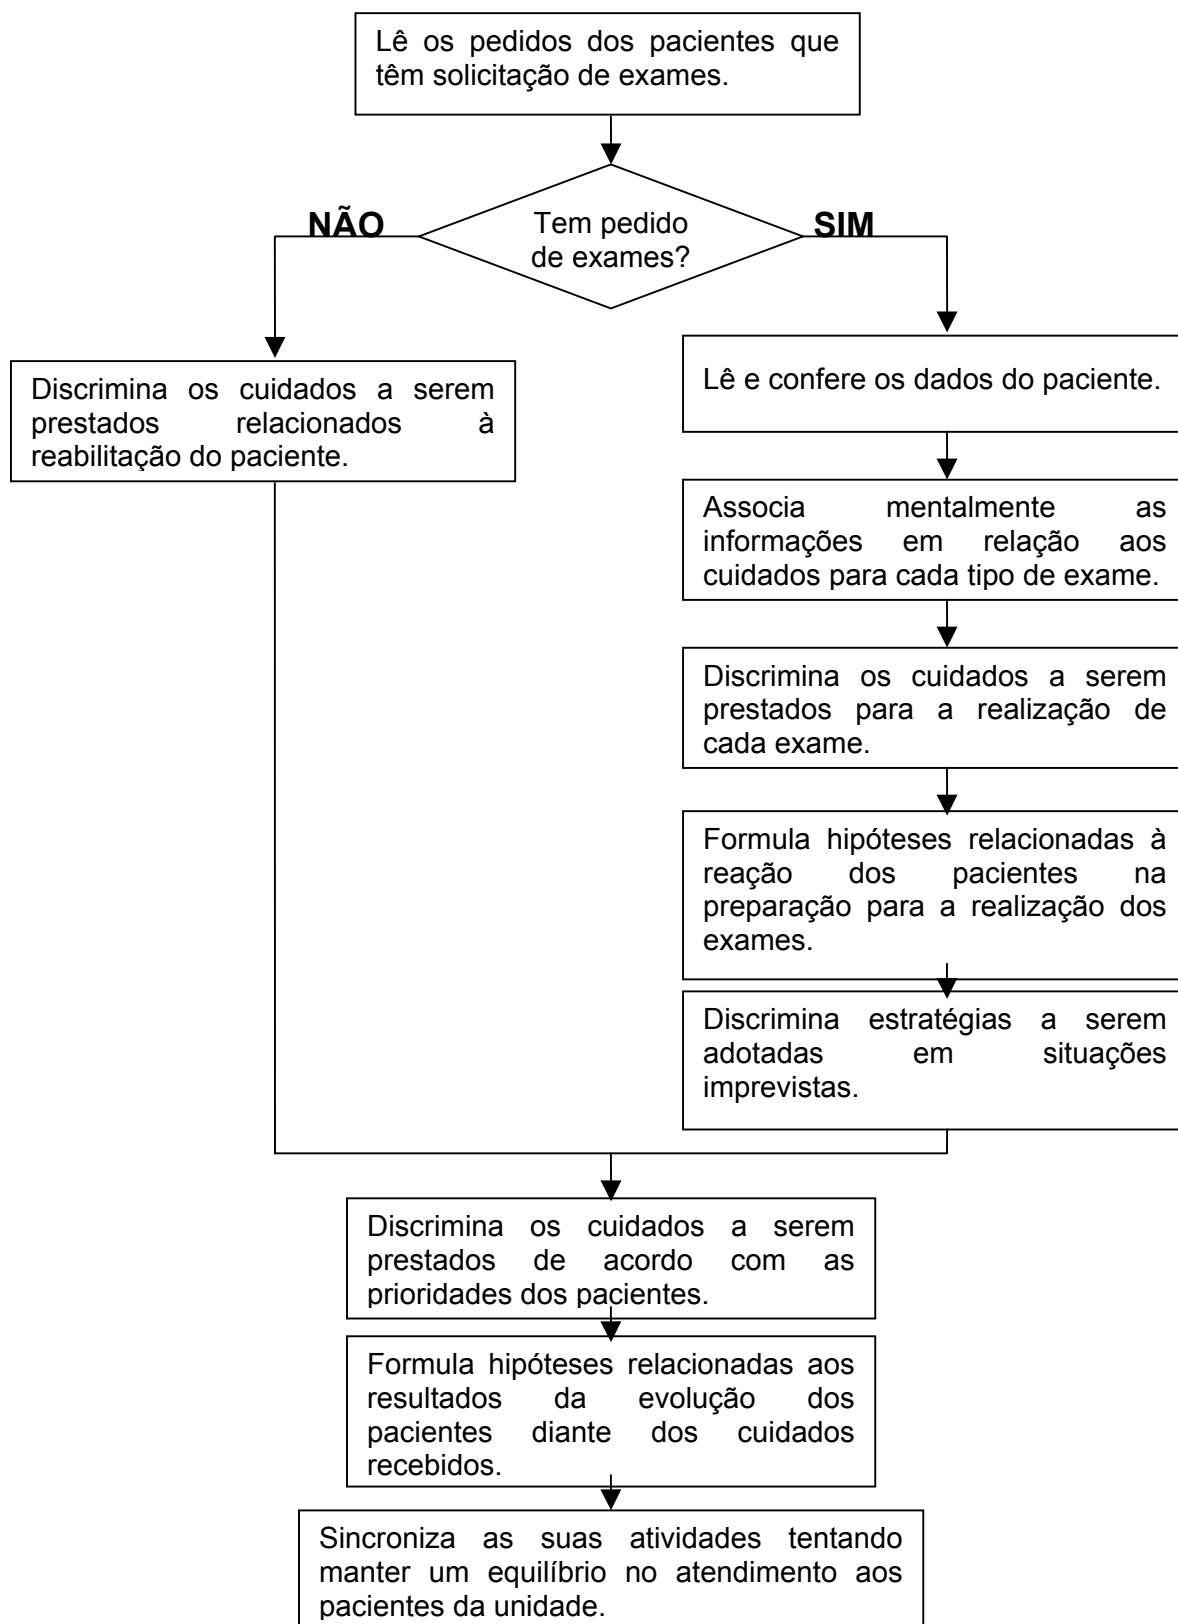 Lê os pedidos dos pacientes que
têm solicitação de exames.
NÃO
Tem pedido
de exames?
SIM
Discrimina os cuidados a serem
prestados relacionados à
reabilitação do paciente.
Lê e confere os dados do paciente.
Associa mentalmente as
informações em relação aos
cuidados para cada tipo de exame.
Discrimina os cuidados a serem
prestados para a realização de
cada exame.
Formula hipóteses relacionadas à
reação dos pacientes na
preparação para a realização dos
exames.
Discrimina estratégias a serem
adotadas em situações
imprevistas.
Discrimina os cuidados a serem
prestados de acordo com as
prioridades dos pacientes.
Formula hipóteses relacionadas aos
resultados da evolução dos
pacientes diante dos cuidados
recebidos.
Sincroniza as suas atividades tentando
manter um equilíbrio no atendimento aos
pacientes da unidade.